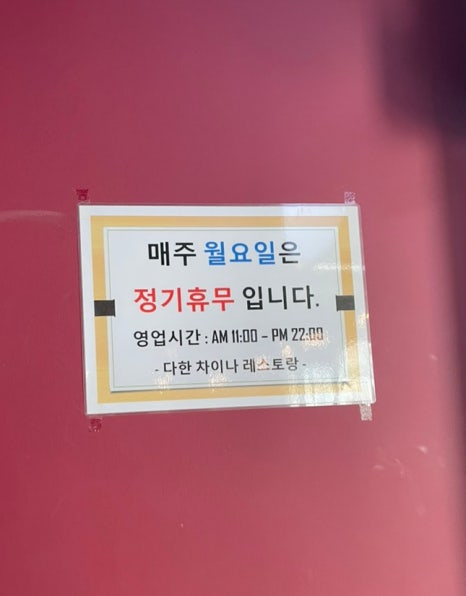 매주 월요일은
정기휴무 입니다.
영업시간 : AM 11:00 - PM 22:00
- 다한 차이나 레스토랑 -